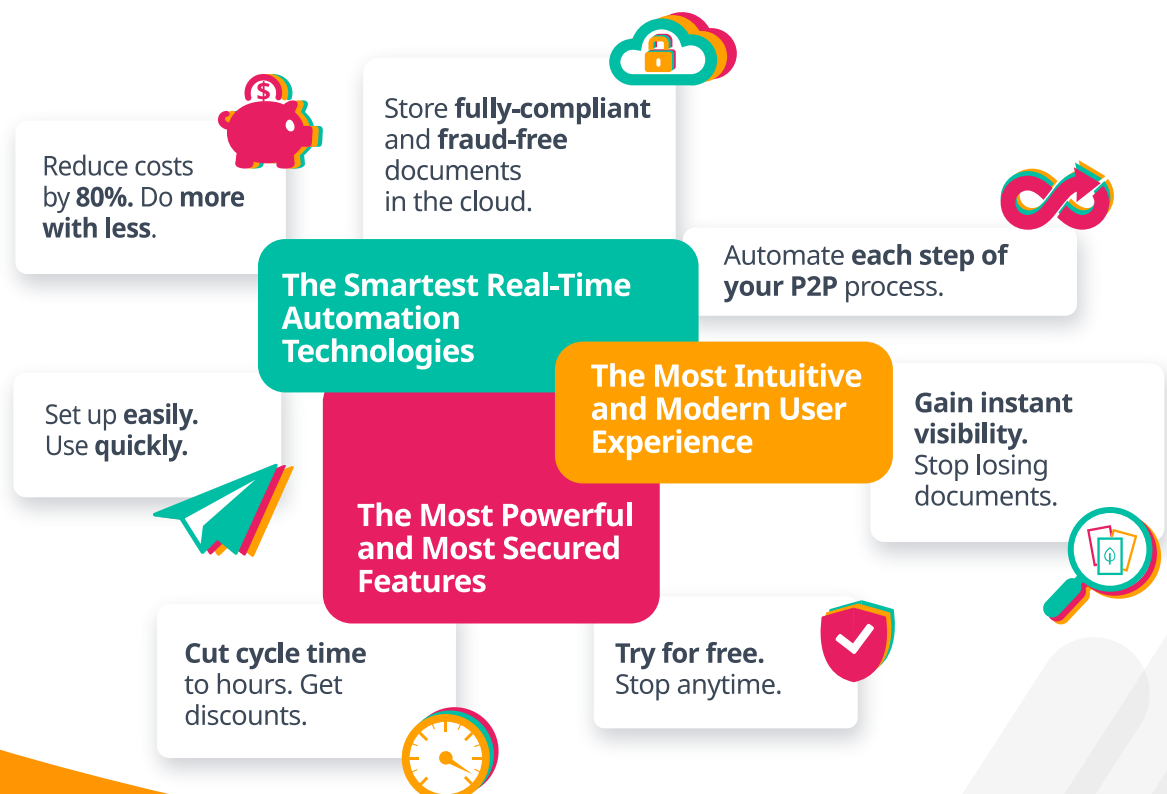 $
Reduce costs
by 80%. Do more
with less.
Store fully-compliant
and fraud-free
documents
in the cloud.
Automate each step of
your P2P process.
The Smartest Real-Time
Automation
Technologies
The Most Intuitive
and Modern User
Experience
Gain instant
visibility.
Stop losing
documents.
Set up easily.
Use quickly.
The Most Powerful
and Most Secured
Features
Cut cycle time
to hours. Get
discounts.
Try for free.
Stop anytime.